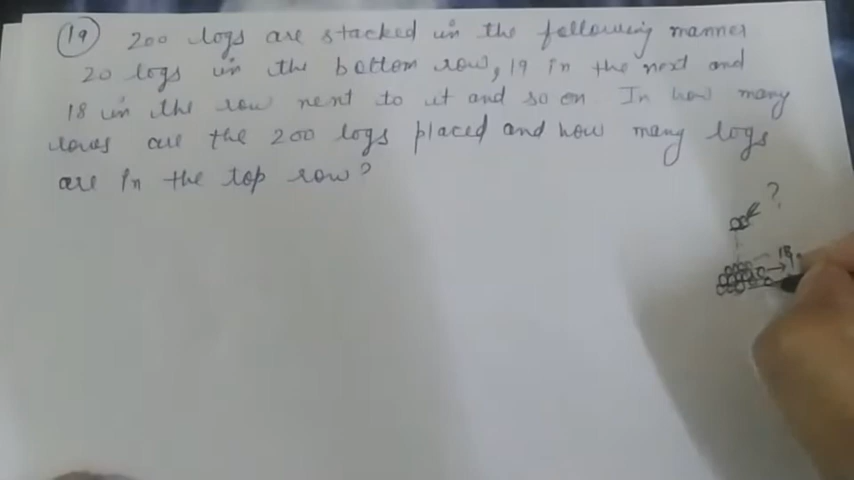 19 200 logs are stacked in the following manner
20 logs in the bottom row, 19 in the next and
18 in the row next to it and so on. In how many
rows are the 200 logs placed and how many logs
are in the top row?
?
18
19